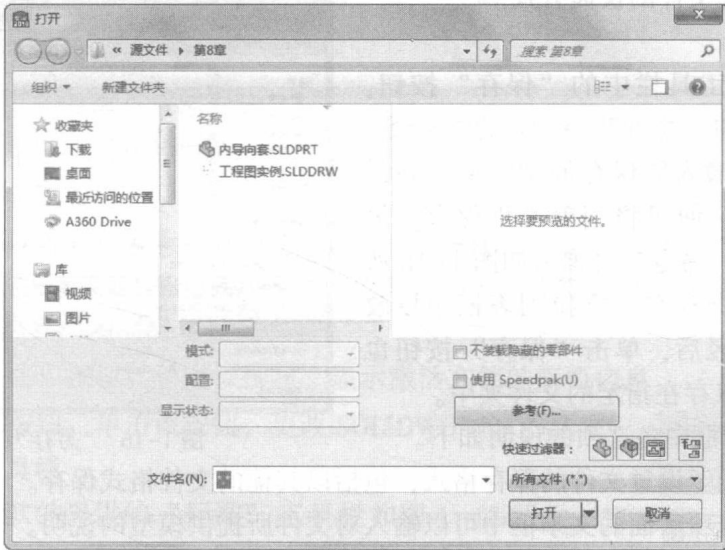 打开
« 源文件 ▸ 第8章
搜索 第8章
组织
新建文件夹
收藏夹
下载
桌面
最近访问的位置
A360 Drive
库
视频
图片
名称
内导向套.SLDPRT
工程图实例.SLDDRW
选择要预览的文件。
模式:
配置:
显示状态:
不装载隐藏的零部件
使用 Speedpak(U)
参考(F)...
快速过滤器:
文件名(N):
所有文件 (*.*)
打开
取消